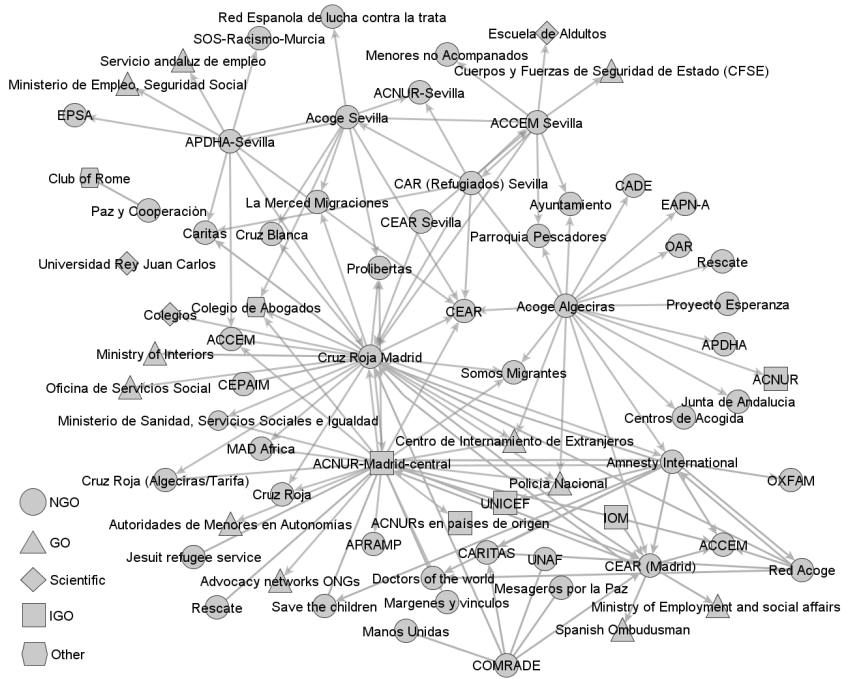 Red Espanola de lucha contra la trata
SOS-Racismo-Murcia
Escuela de Aldultos
Menores no Acompanados
Servicio andaluz de empleo
Cuerpos y Fuerzas de Seguridad de Estado (CFSE)
Ministerio de Empleo, Seguridad Social
ACNUR-Sevilla
EPSA
Acoge Sevilla
ACCEM Sevilla
APDHA-Sevilla
Club of Rome
CAR (Refugiados) Sevilla
CADE
La Merced Migraciones
Ayuntamiento
EAPN-A
Paz y Cooperaciòn
CEAR Sevilla
Caritas
Cruz Blanca
Parroquia Pescadores
OAR
Universidad Rey Juan Carlos
Prolibertas
Rescate
Colegios
Colegio de Abogados
CEAR
Acoge Algeciras
Proyecto Esperanza
ACCEM
APDHA
Ministry of Interiors
Cruz Roja Madrid
Somos Migrantes
ACNUR
Oficina de Servicios Social
CEPAIM
Junta de Andalucia
Ministerio de Sanidad, Servicios Sociales e Igualdad
Centros de Acogida
MAD Africa
Centro de Internamiento de Extranjeros
ACNUR-Madrid-central
Amnesty International
Cruz Roja (Algeciras/Tarifa)
Policia Nacional
OXFAM
Cruz Roja
UNICEF
NGO
Autoridades de Menores en Autonomias
ACNURs en paises de origen
IOM
GO
APRAMP
ACCEM
Jesuit refugee service
CARITAS
UNAF
CEAR (Madrid)
Red Acoge
Scientific
Advocacy networks ONGs
Doctors of the world
Mesageros por la Paz
Rescate
Save the children
Margenes y vinculos
Ministry of Employment and social affairs
IGO
Manos Unidas
Spanish Ombudusman
Other
COMRADE